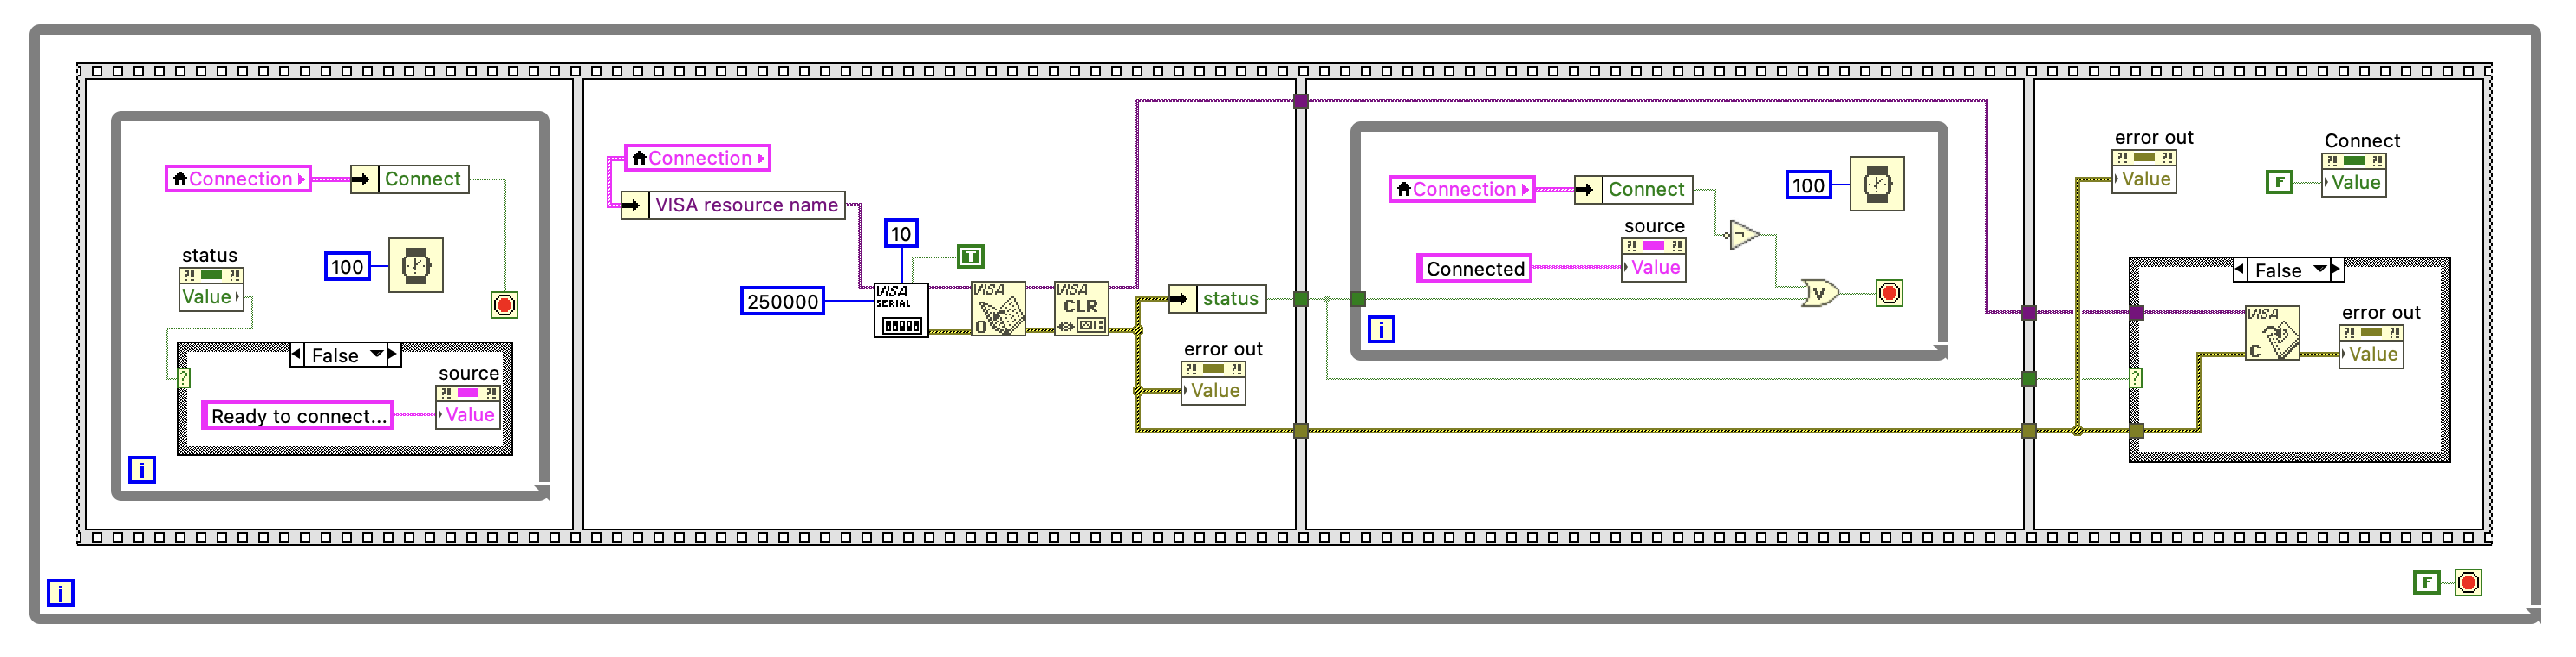 Connection
Connect
status
Value
100
False
?
source
Ready to connect...
Value
i
Connection
VISA resource name
10
T
250000
VISA
SERIAL
VISA
O
VISA
CLR
status
error out
Value
Connection
Connect
100
source
Connected
Value
V
i
error out
Value
Connect
F
Value
False
?
VISA
C
error out
Value
i
F